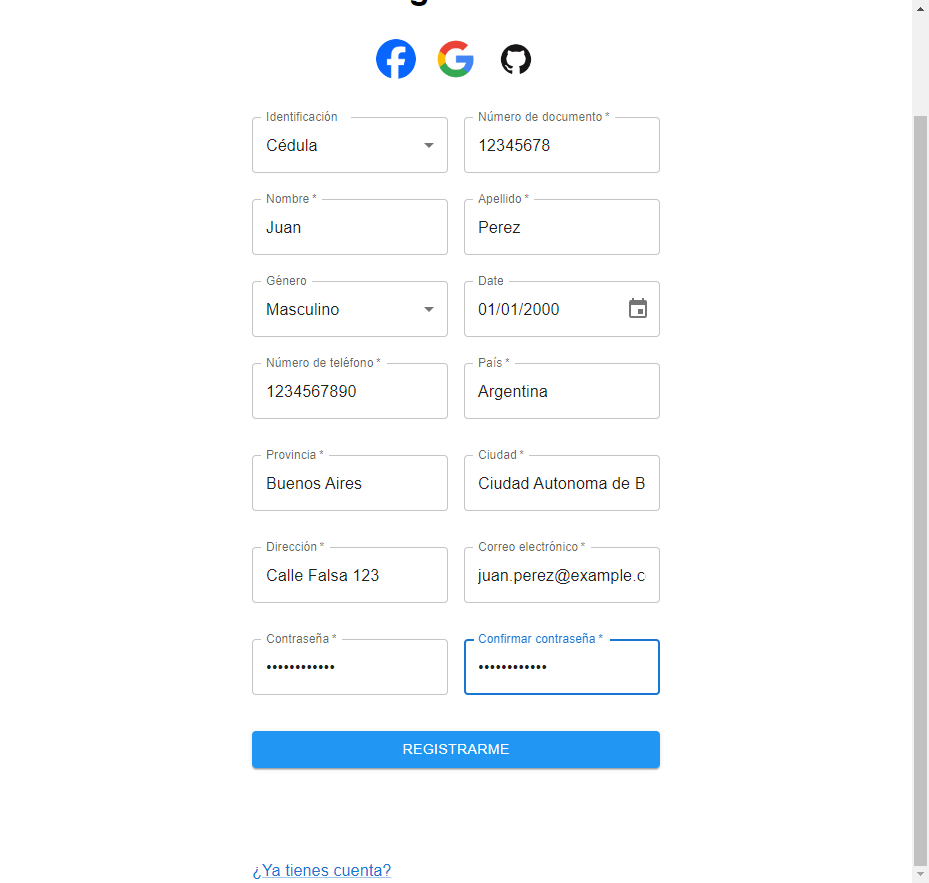 Identificación
Número de documento *
Cédula
12345678
Nombre *
Apellido *
Juan
Perez
Género
Date
Masculino
01/01/2000
Número de teléfono *
País *
1234567890
Argentina
Provincia *
Ciudad *
Buenos Aires
Ciudad Autonoma de B
Dirección *
Correo electrónico *
Calle Falsa 123
juan.perez@example.c
Contraseña *
Confirmar contraseña *
••••••••••••
••••••••••••
REGISTRARME
¿Ya tienes cuenta?